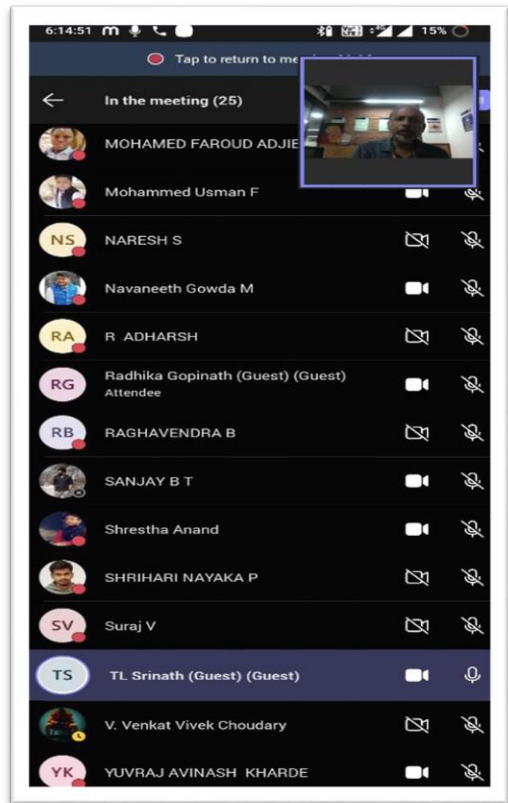 6:14:51 m 15%
Tap to return to me
In the meeting (25)
MOHAMED FAROUD ADJIE
Mohammed Usman F
NS NARESH S
Navaneeth Gowda M
RA R ADHARSH
RG Radhika Gopinath (Guest) (Guest)
Attendee
RB RAGHAVENDRA B
SANJAY B T
Shrestha Anand
SHRIHARI NAYAKA P
SV Suraj V
TS TL Srinath (Guest) (Guest)
V. Venkat Vivek Choudary
YK YUVRAJ AVINASH KHARDE